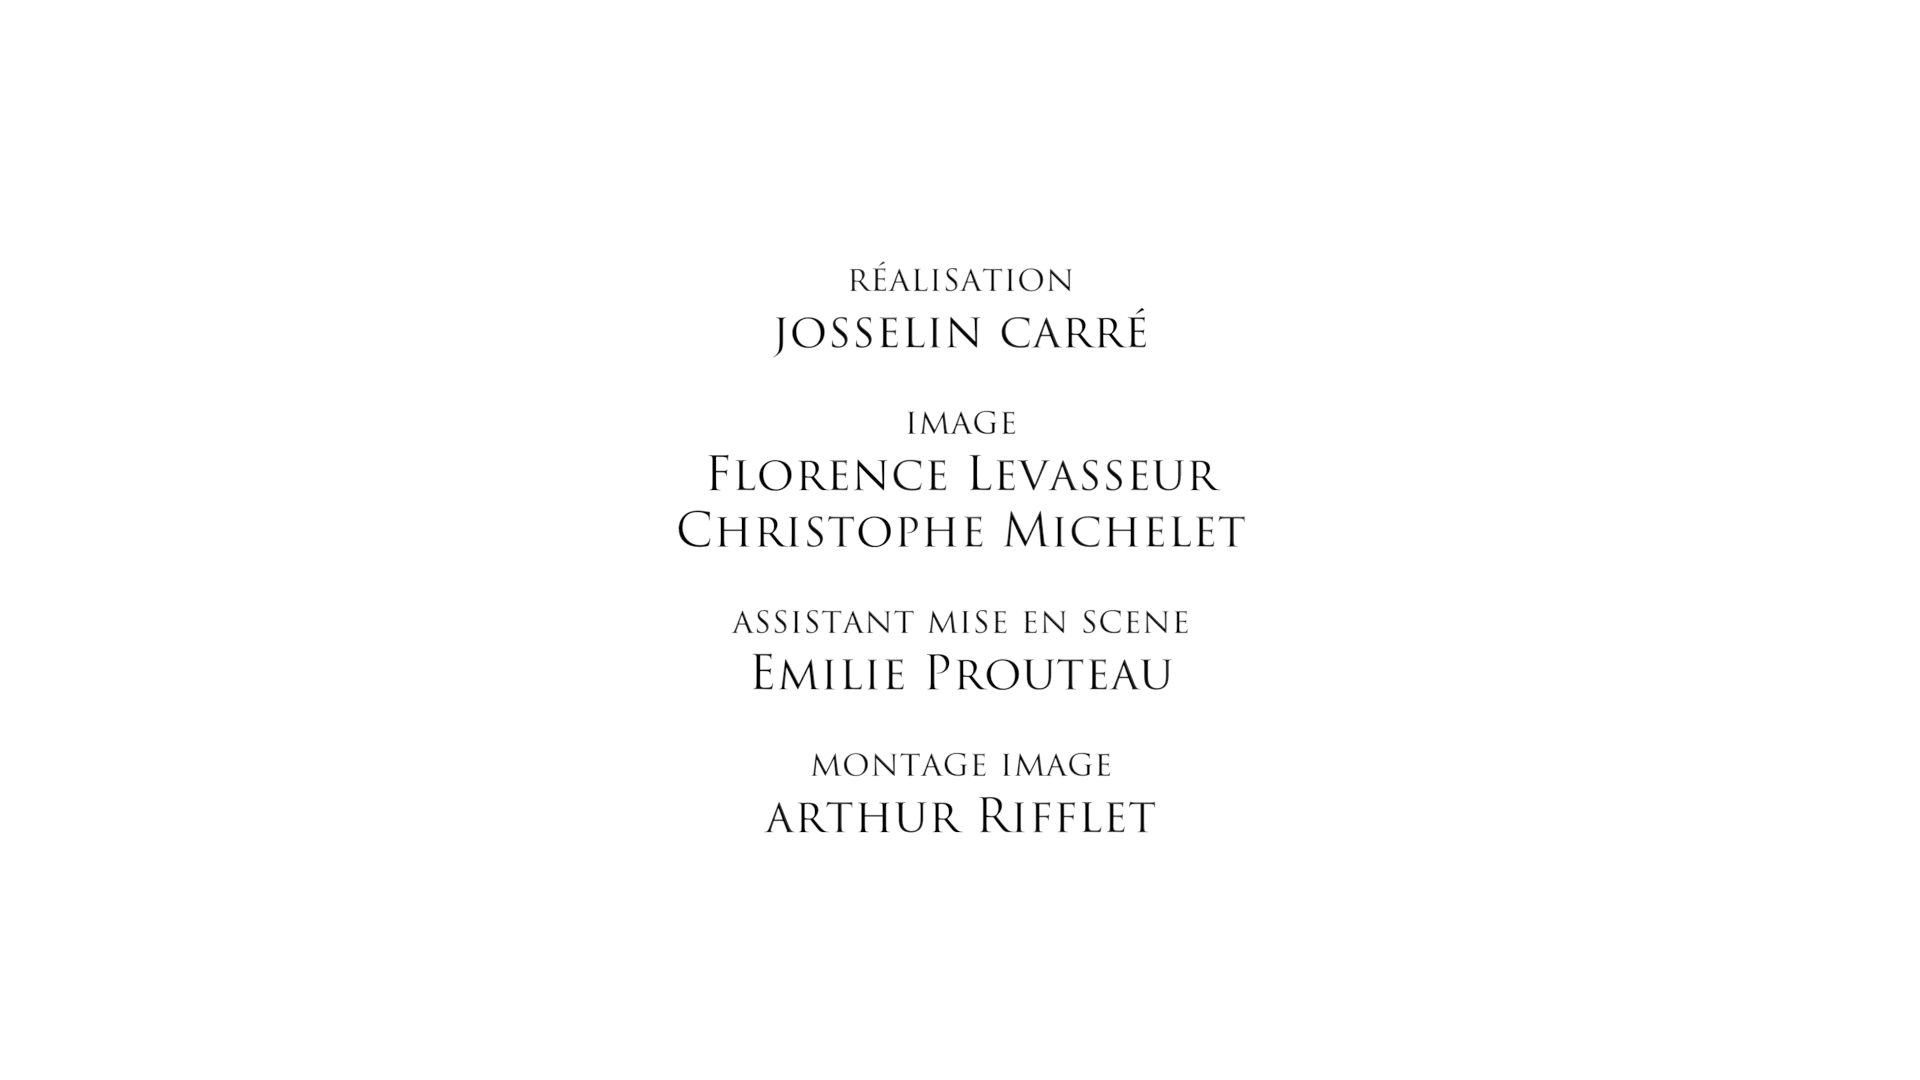 RÉALISATION
JOSSELIN CARRÉ
IMAGE
FLORENCE LEVASSEUR
CHRISTOPHE MICHELET
ASSISTANT MISE EN SCENE
EMILIE PROUTEAU
MONTAGE IMAGE
ARTHUR RIFFLET